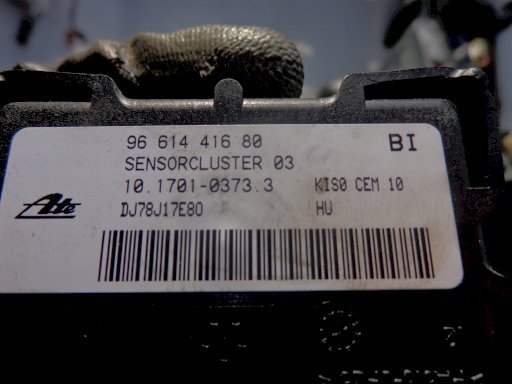 96 614 416 80 BI
SENSORCLUSTER 03
10.1701-0373.3 KIS0 CEM 10
Ate DJ78J17E80 HU